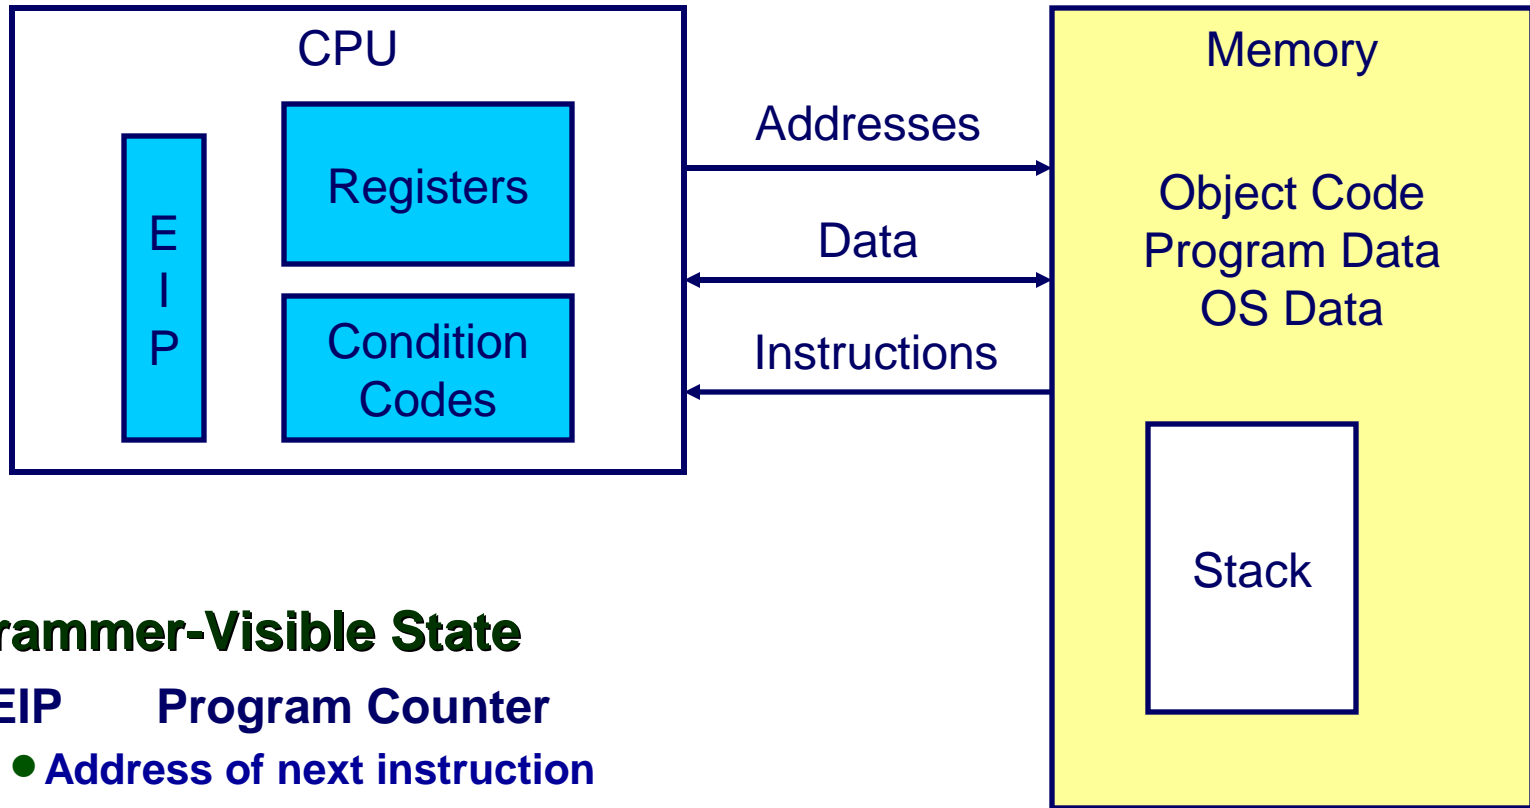 CPU
E
I
P
Registers
Condition
Codes
Addresses
Data
Instructions
Memory
Object Code
Program Data
OS Data
Stack
rammer-Visible State
EIP Program Counter
• Address of next instruction